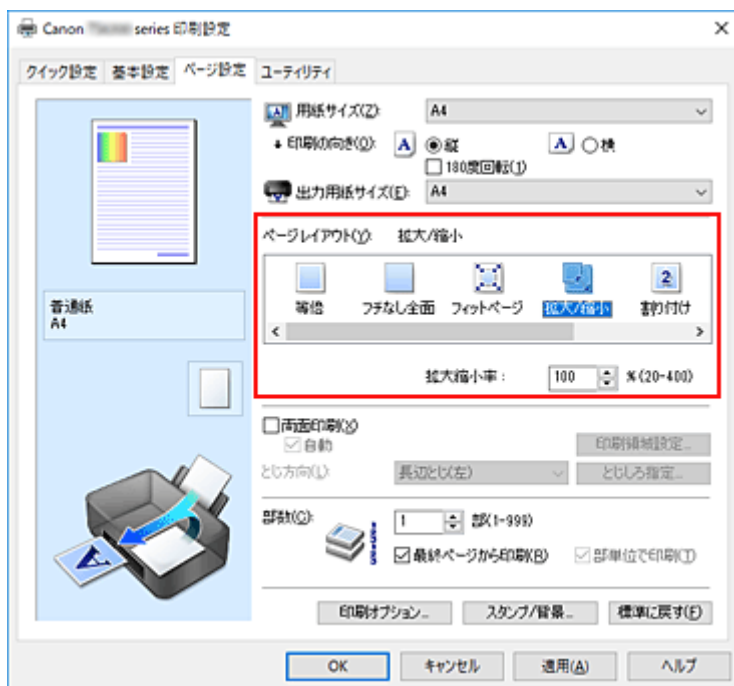 Canon series 印刷設定
クイック設定 基本設定 ページ設定 ユーティリティ
用紙サイズ(Z): A4
印刷の向き(O): A 縦 A 横
180度回転(1)
出力用紙サイズ(E): A4
ページレイアウト(Y): 拡大/縮小
2
等倍 フチなし全面 フィットページ 拡大/縮小 割り付け
拡大縮小率： 100 % (20-400)
普通紙
A4
両面印刷(X)
自動 印刷領域設定...
とじ方向(L): 長辺とじ(左) とじしろ指定...
部数(C): 1 部(1-999)
最終ページから印刷(R) 部単位で印刷(T)
A
印刷オプション... スタンプ/背景... 標準に戻す(F)
OK キャンセル 適用(A) ヘルプ